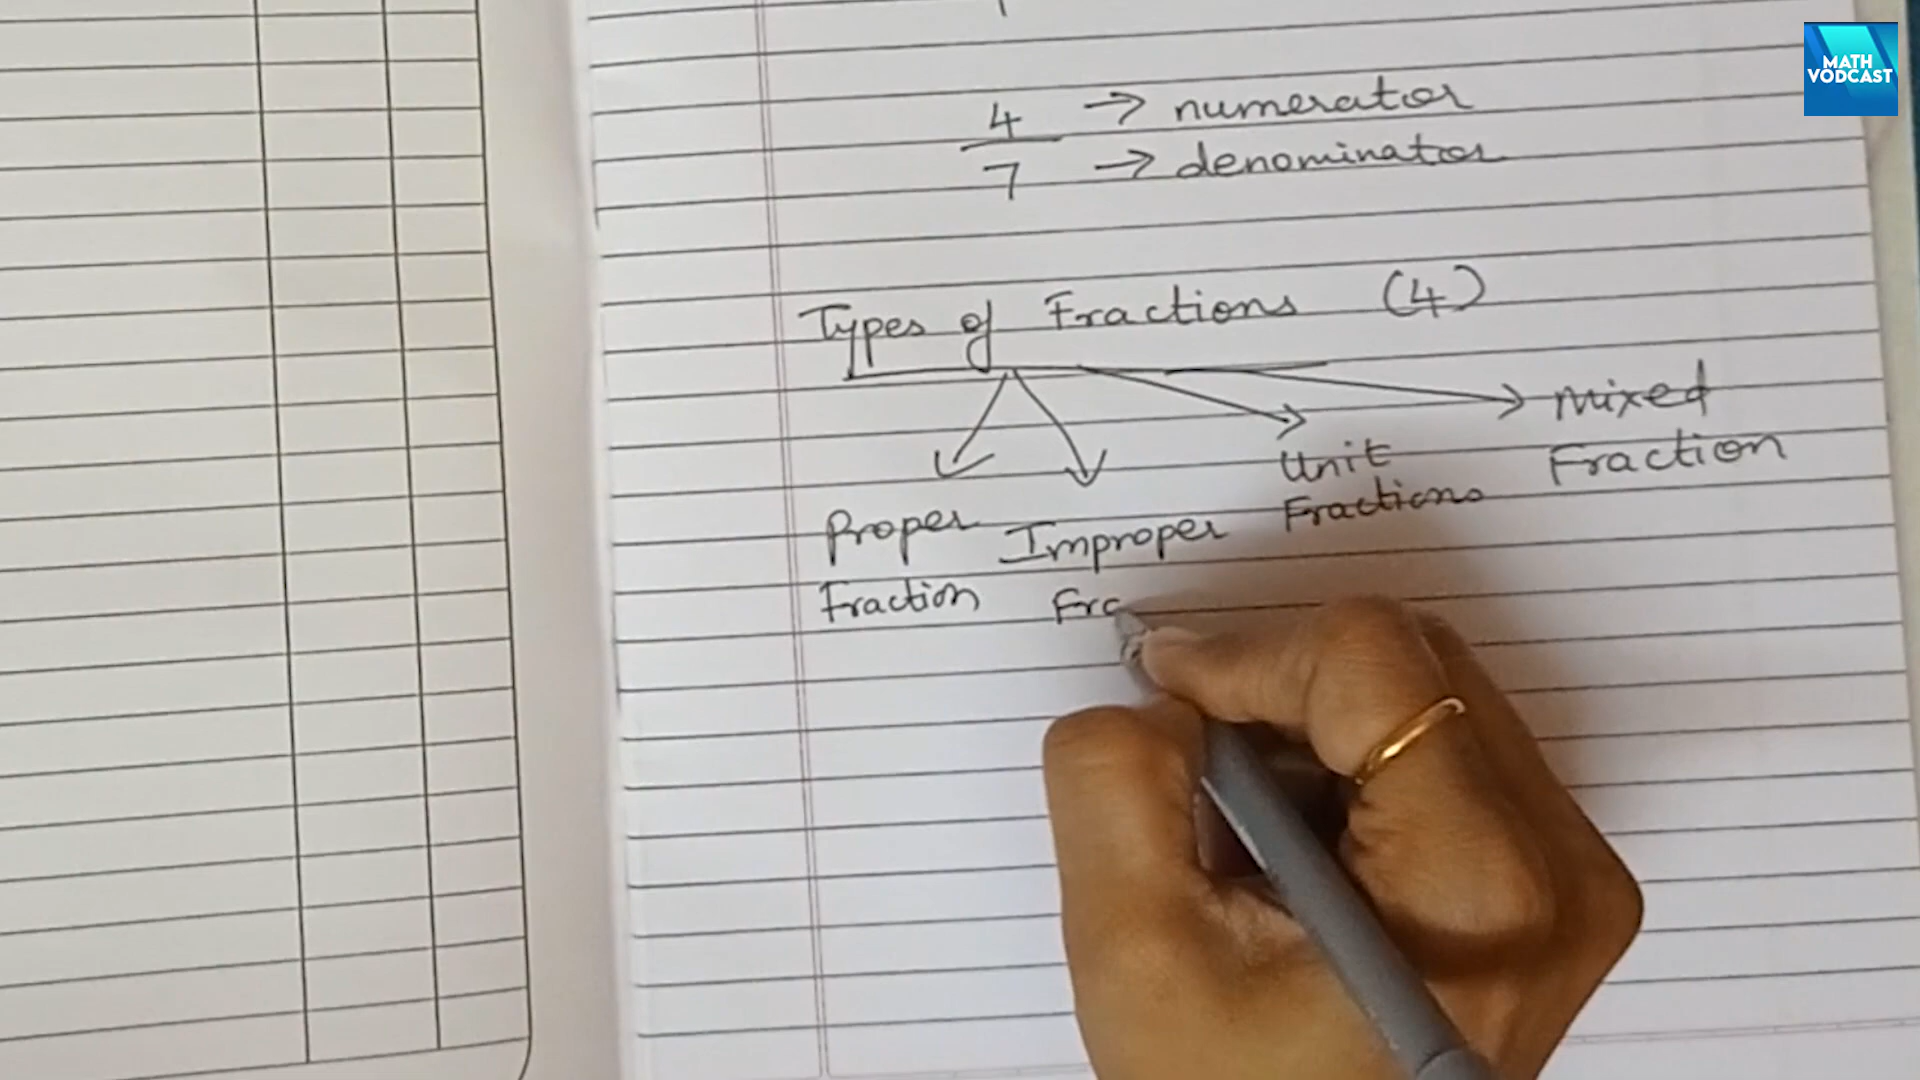 MATH
VODCAST
4 → numerator
7 → denominator
Types of Fractions (4)
Proper
Fraction
Improper
Fra
Unit
Fractions
Mixed
Fraction